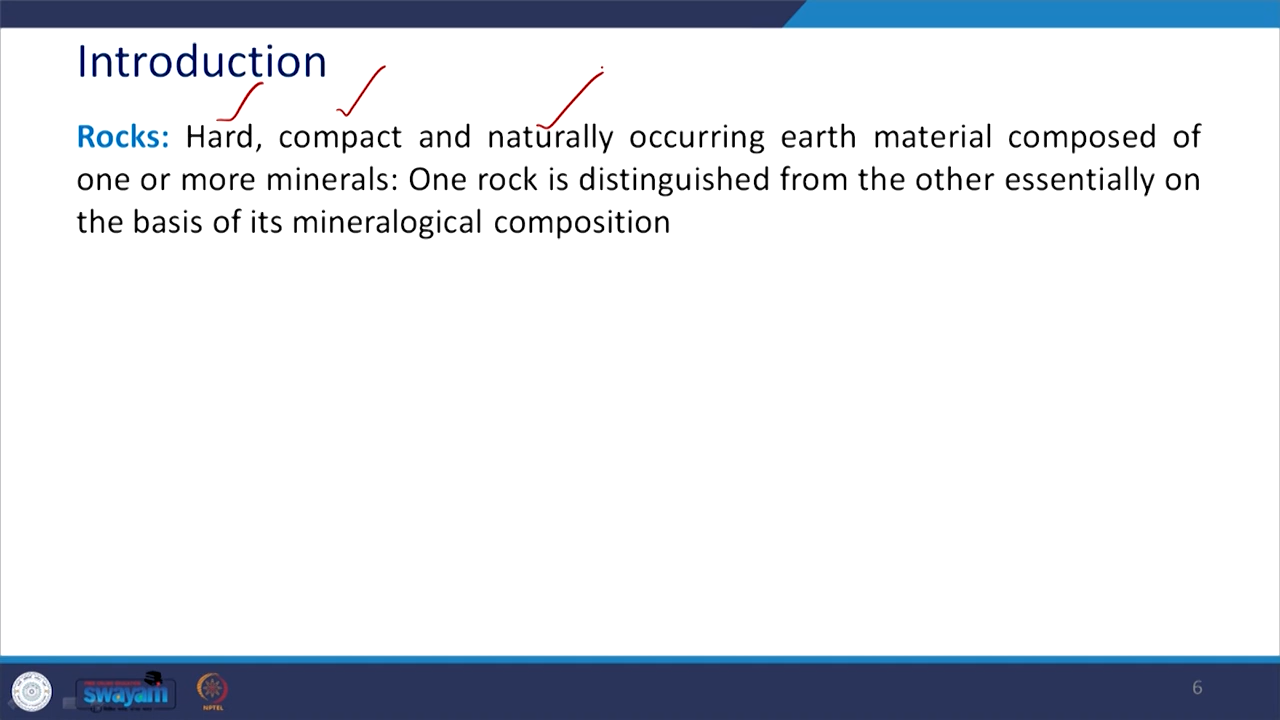 Introduction
Rocks: Hard, compact and naturally occurring earth material composed of
one or more minerals: One rock is distinguished from the other essentially on
the basis of its mineralogical composition
swayam
NPTEL
6